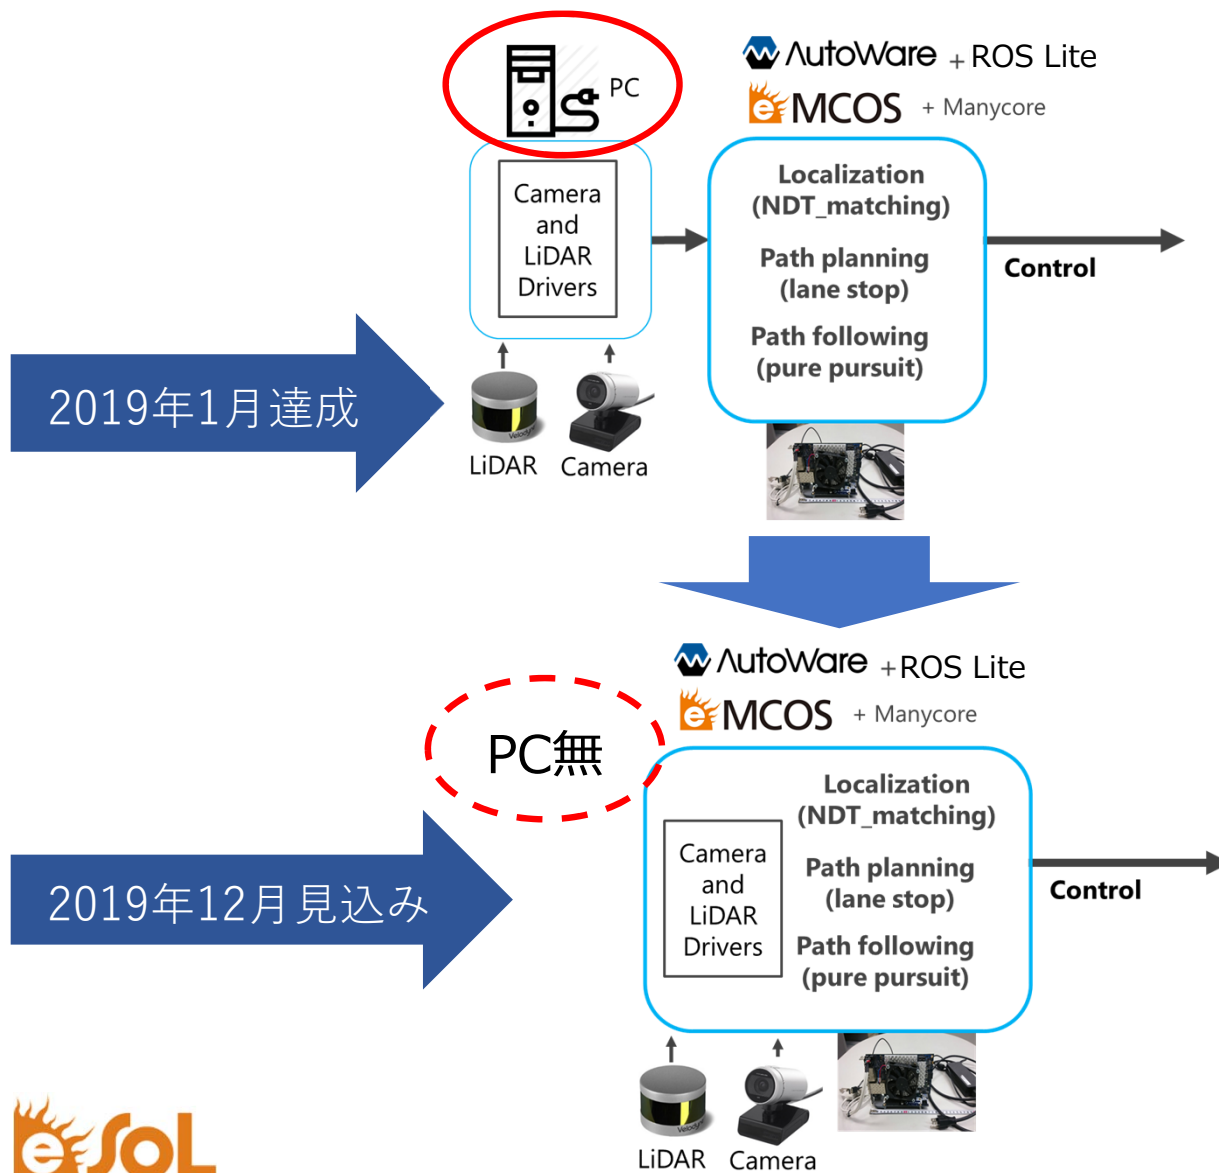 PC
AutoWare + ROS Lite
eMCOS + Manycore
Camera
and
LiDAR
Drivers
Localization
(NDT_matching)
Path planning
(lane stop)
Path following
(pure pursuit)
Control
2019年1月達成
Velodyne
LiDAR Camera
AutoWare +ROS Lite
eMCOS + Manycore
PC無
Localization
(NDT_matching)
Camera
and
LiDAR
Drivers
Path planning
(lane stop)
Path following
(pure pursuit)
Control
2019年12月見込み
Velodyne
LiDAR Camera
eSOL